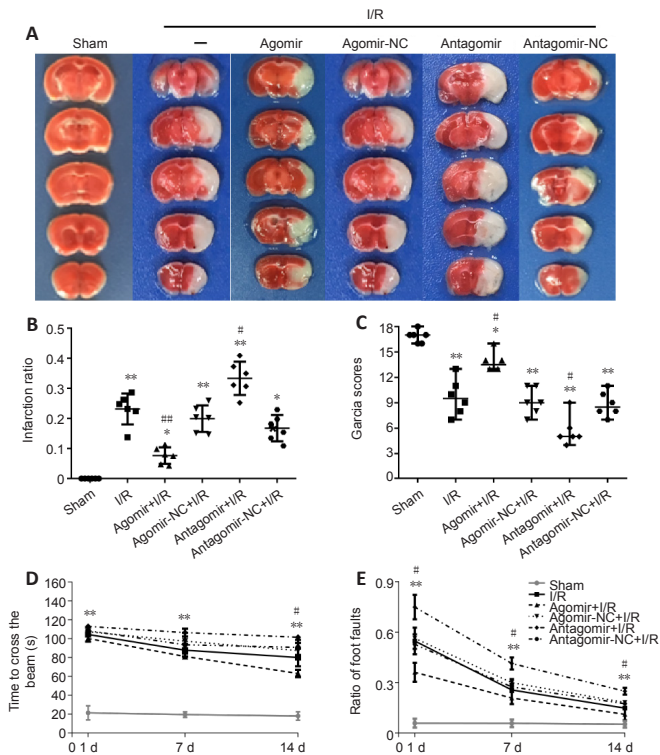 I/R
A
Sham — Agomir Agomir-NC Antagomir Antagomir-NC
B
Infarction ratio
0.5
0.4
0.3
0.2
0.1
0
** ## * ** # ** *
Sham I/R Agomir+I/R Agomir-NC+I/R Antagomir+I/R Antagomir-NC+I/R
C
Garcia scores
18
15
12
9
6
3
0
** # * ** # ** **
Sham I/R Agomir+I/R Agomir-NC+I/R Antagomir+I/R Antagomir-NC+I/R
D
Time to cross the
beam (s)
160
140
120
100
80
60
40
20
0
** ** # **
0 1 d 7 d 14 d
E
Ratio of foot faults
0.9
0.6
0.3
0
# ** # ** # **
Sham
I/R
Agomir+I/R
Agomir-NC+I/R
Antagomir+I/R
Antagomir-NC+I/R
0 1 d 7 d 14 d